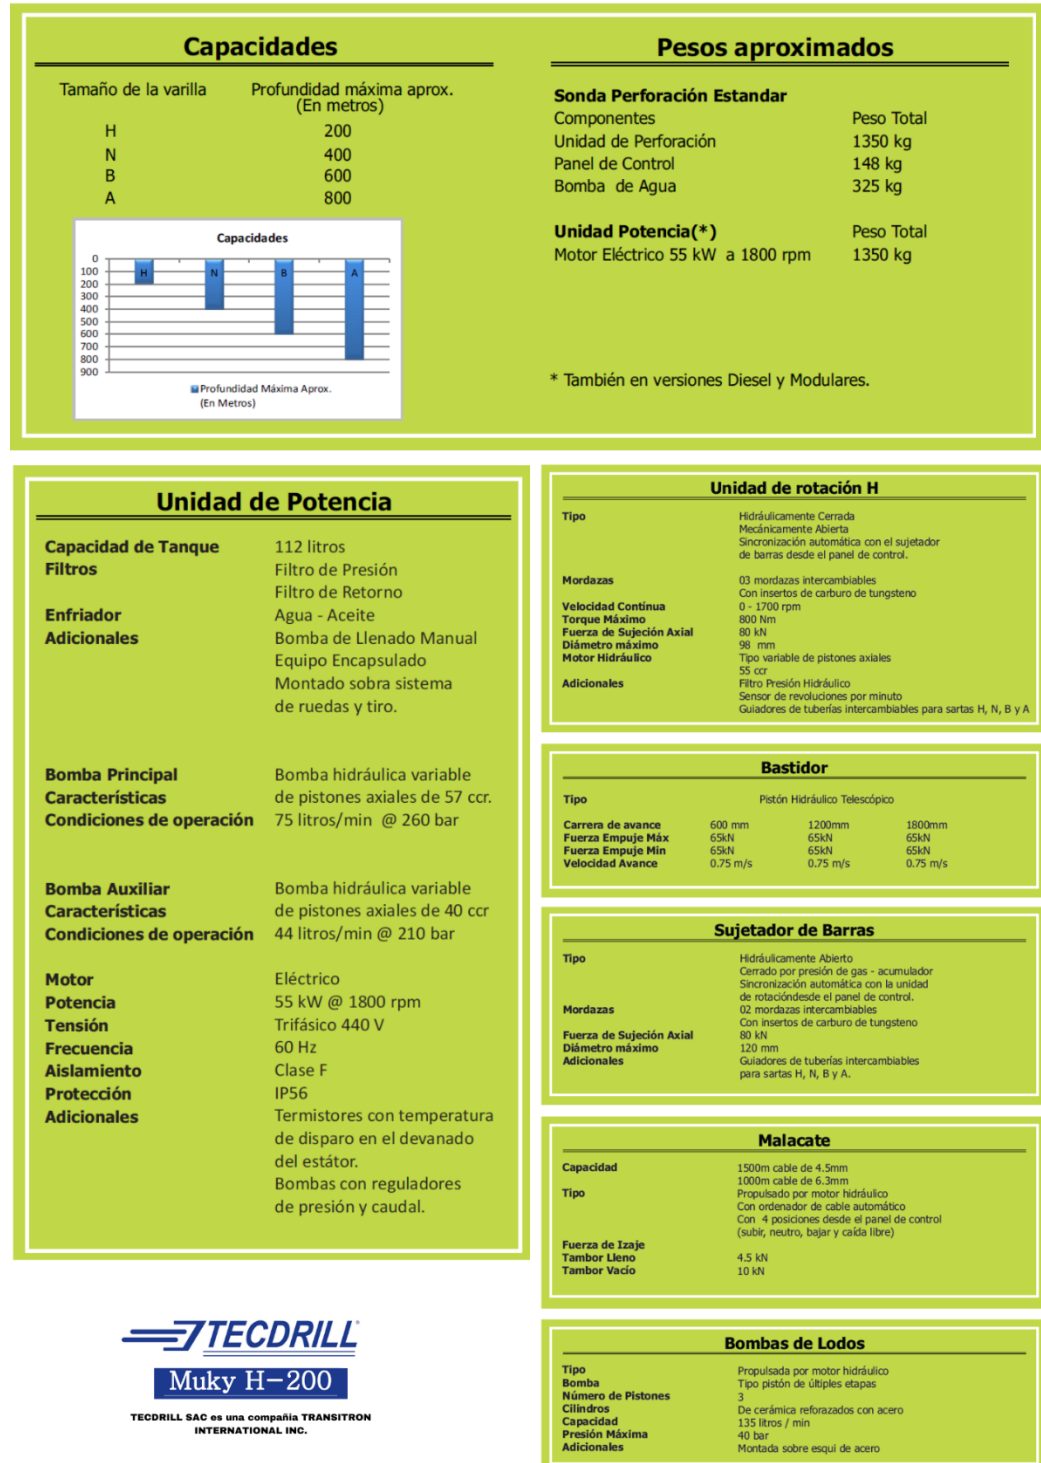 Capacidades
Tamaño de la varilla Profundidad máxima aprox.
(En metros)
H 200
N 400
B 600
A 800
Capacidades
0
100
200
300
400
500
600
700
800
900
H N B A
Profundidad Máxima Aprox.
(En Metros)
Pesos aproximados
Sonda Perforación Estandar
Componentes Peso Total
Unidad de Perforación 1350 kg
Panel de Control 148 kg
Bomba de Agua 325 kg
Unidad Potencia(*) Peso Total
Motor Eléctrico 55 kW a 1800 rpm 1350 kg
* También en versiones Diesel y Modulares.
Unidad de Potencia
Capacidad de Tanque 112 litros
Filtros Filtro de Presión
Filtro de Retorno
Enfriador Agua - Aceite
Adicionales Bomba de Llenado Manual
Equipo Encapsulado
Montado sobra sistema
de ruedas y tiro.
Bomba Principal Bomba hidráulica variable
Características de pistones axiales de 57 ccr.
Condiciones de operación 75 litros/min @ 260 bar
Bomba Auxiliar Bomba hidráulica variable
Características de pistones axiales de 40 ccr
Condiciones de operación 44 litros/min @ 210 bar
Motor Eléctrico
Potencia 55 kW @ 1800 rpm
Tensión Trifásico 440 V
Frecuencia 60 Hz
Aislamiento Clase F
Protección IP56
Adicionales Termistores con temperatura
de disparo en el devanado
del estátor.
Bombas con reguladores
de presión y caudal.
TECDRILL
Muky H-200
TECDRILL SAC es una compañia TRANSITRON
INTERNATIONAL INC.
Unidad de rotación H
Tipo Hidráulicamente Cerrada
Mecánicamente Abierta
Sincronización automática con el sujetador
de barras desde el panel de control.
Mordazas 03 mordazas intercambiables
Con insertos de carburo de tungsteno
Velocidad Contínua 0 - 1700 rpm
Torque Máximo 800 Nm
Fuerza de Sujeción Axial 80 kN
Diámetro máximo 98 mm
Motor Hidráulico Tipo variable de pistones axiales
55 ccr
Adicionales Filtro Presión Hidráulico
Sensor de revoluciones por minuto
Guiadores de tuberías intercambiables para sartas H, N, B y A
Bastidor
Tipo Pistón Hidráulico Telescópico
Carrera de avance 600 mm 1200mm 1800mm
Fuerza Empuje Máx 65kN 65kN 65kN
Fuerza Empuje Min 65kN 65kN 65kN
Velocidad Avance 0.75 m/s 0.75 m/s 0.75 m/s
Sujetador de Barras
Tipo Hidráulicamente Abierto
Cerrado por presión de gas - acumulador
Sincronización automática con la unidad
de rotacióndesde el panel de control.
Mordazas 02 mordazas intercambiables
Con insertos de carburo de tungsteno
Fuerza de Sujeción Axial 80 kN
Diámetro máximo 120 mm
Adicionales Guiadores de tuberías intercambiables
para sartas H, N, B y A.
Malacate
Capacidad 1500m cable de 4.5mm
1000m cable de 6.3mm
Tipo Propulsado por motor hidráulico
Con ordenador de cable automático
Con 4 posiciones desde el panel de control
(subir, neutro, bajar y caída libre)
Fuerza de Izaje
Tambor Lleno 4.5 kN
Tambor Vacío 10 kN
Bombas de Lodos
Tipo Propulsada por motor hidráulico
Bomba Tipo pistón de últiples etapas
Número de Pistones 3
Cilindros De cerámica reforazados con acero
Capacidad 135 litros / min
Presión Máxima 40 bar
Adicionales Montada sobre esqui de acero